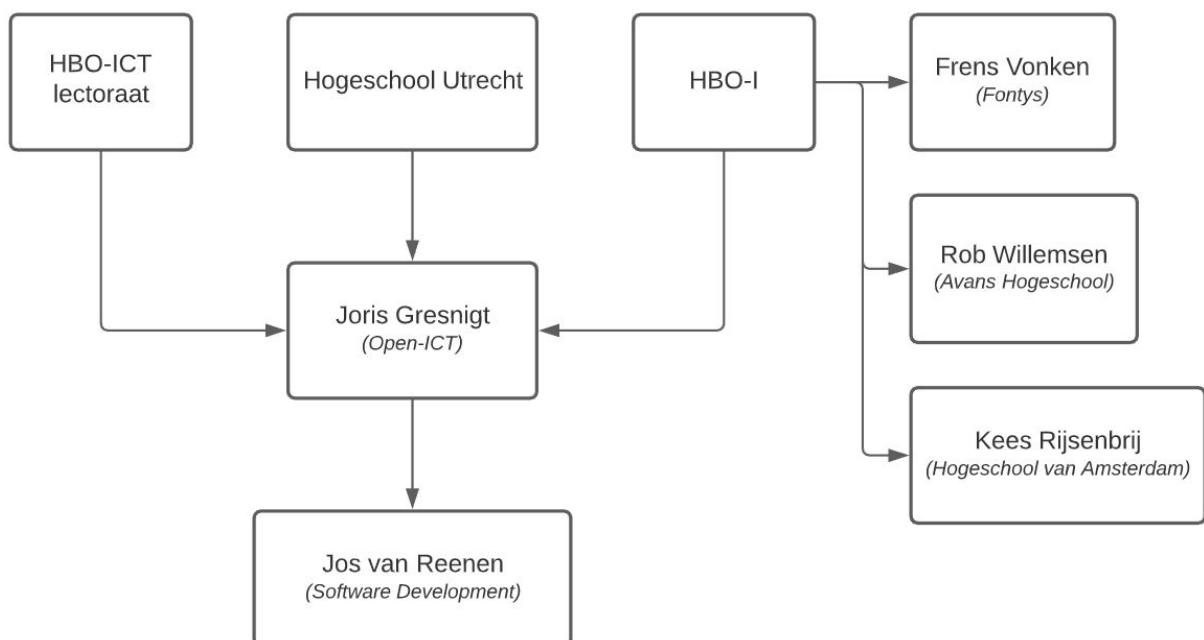 HBO-ICT
lectoraat
Hogeschool Utrecht
HBO-I
Frens Vonken
(Fontys)
Rob Willemsen
(Avans Hogeschool)
Joris Gresnigt
(Open-ICT)
Kees Rijsenbrij
(Hogeschool van Amsterdam)
Jos van Reenen
(Software Development)